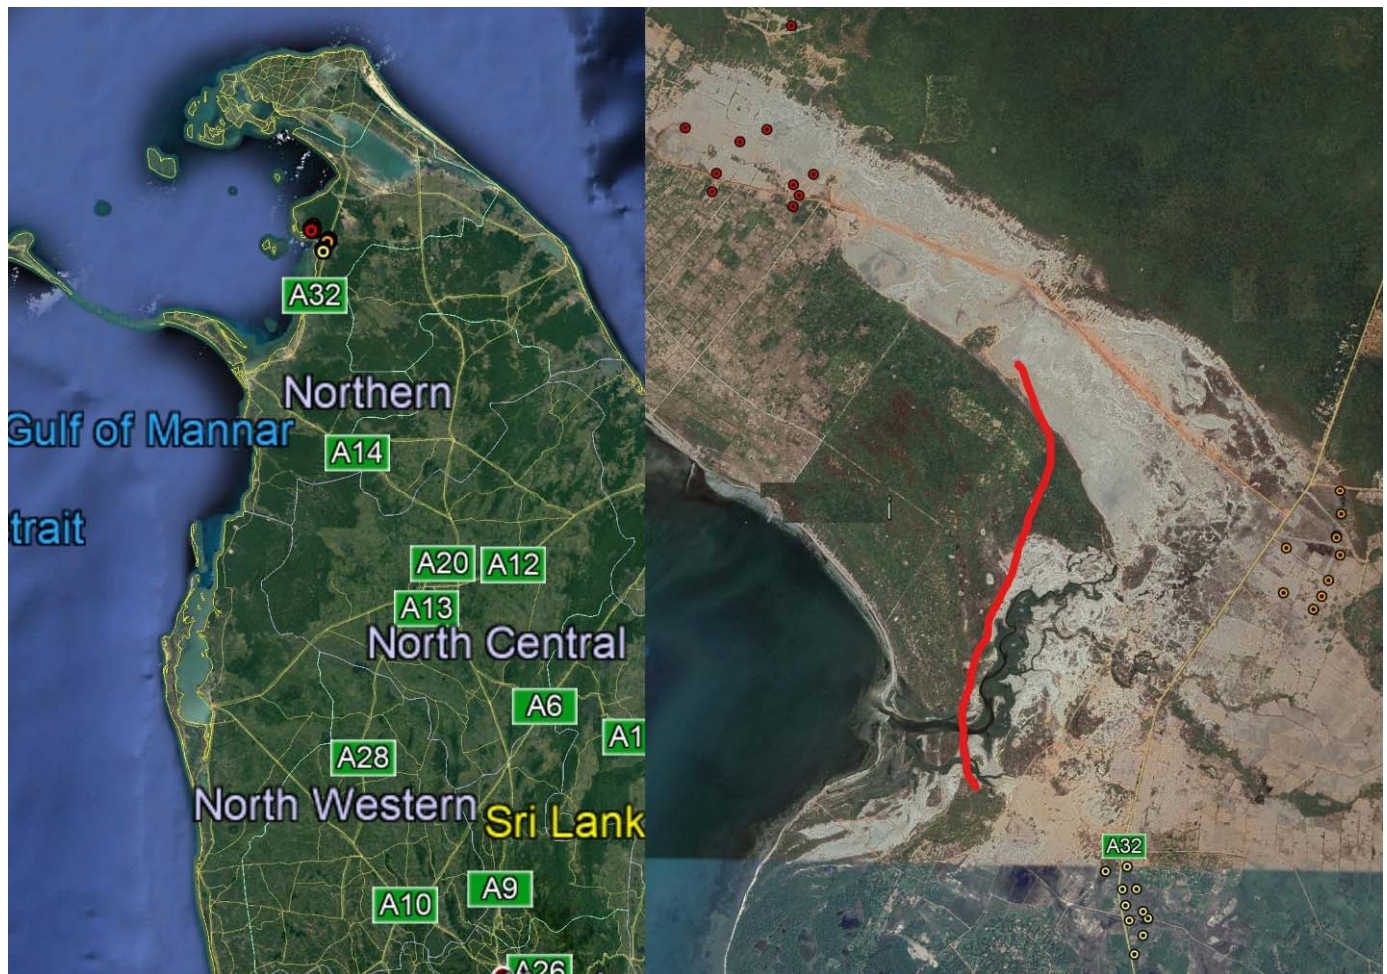 A32
Northern
Gulf of Mannar
A14
trait
A20
A12
A13
North Central
A6
A1
A28
North Western
Sri Lank
A32
A9
A10
A26